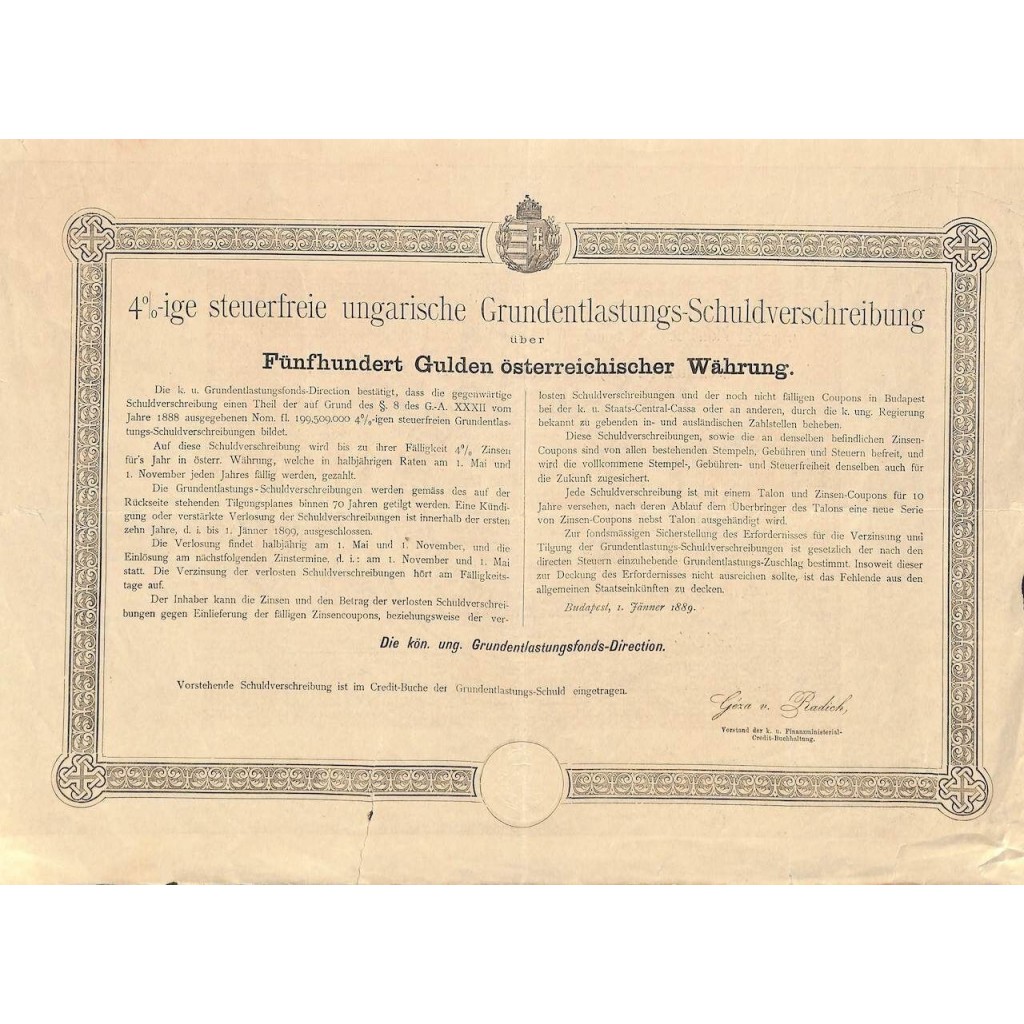 4%-ige steuerfreie ungarische Grundentlastungs-Schuldverschreibung
über
Fünfhundert Gulden österreichischer Währung.
Die k. u. Grundentlastungsfonds-Direction bestätigt, dass die gegenwärtige
Schuldverschreibung einen Theil der auf Grund des §. 8 des G.-A. XXXII vom
Jahre 1888 ausgegebenen Nom. fl. 199,509.000 4%-igen steuerfreien Grundentlas-
tungs-Schuldverschreibungen bildet.
Auf diese Schuldverschreibung wird bis zu ihrer Fälligkeit 4% Zinsen
für's Jahr in österr. Währung, welche in halbjährigen Raten am 1. Mai und
1. November jeden Jahres fällig werden, gezahlt.
Die Grundentlastungs-Schuldverschreibungen werden gemäss des auf der
Rückseite stehenden Tilgungsplanes binnen 70 Jahren getilgt werden. Eine Kündi-
gung oder verstärkte Verlosung der Schuldverschreibungen ist innerhalb der ersten
zehn Jahre, d. i. bis 1. Jänner 1899, ausgeschlossen.
Die Verlosung findet halbjährig am 1. Mai und 1. November, und die
Einlösung am nächstfolgenden Zinstermine, d. i.: am 1. November und 1. Mai
statt. Die Verzinsung der verlosten Schuldverschreibungen hört am Fälligkeits-
tage auf.
Der Inhaber kann die Zinsen und den Betrag der verlosten Schuldverschrei-
bungen gegen Einlieferung der fälligen Zinsencoupons, beziehungsweise der ver-
losten Schuldverschreibungen und der noch nicht fälligen Coupons in Budapest
bei der k. u. Staats-Central-Cassa oder an anderen, durch die k. ung. Regierung
bekannt zu gebenden in- und ausländischen Zahlstellen beheben.
Diese Schuldverschreibungen, sowie die an denselben befindlichen Zinsen-
Coupons sind von allen bestehenden Stempeln, Gebühren und Steuern befreit, und
wird die vollkommene Stempel-, Gebühren- und Steuerfreiheit denselben auch für
die Zukunft zugesichert.
Jede Schuldverschreibung ist mit einem Talon und Zinsen-Coupons für 10
Jahre versehen, nach deren Ablauf dem Überbringer des Talons eine neue Serie
von Zinsen-Coupons nebst Talon ausgehändigt wird.
Zur fondsmässigen Sicherstellung des Erfordernisses für die Verzinsung und
Tilgung der Grundentlastungs-Schuldverschreibungen ist gesetzlich der nach den
directen Steuern einzuhebende Grundentlastungs-Zuschlag bestimmt. Insoweit dieser
zur Deckung des Erfordernisses nicht ausreichen sollte, ist das Fehlende aus den
allgemeinen Staatseinkünften zu decken.
Budapest, 1. Jänner 1889.
Die kön. ung. Grundentlastungsfonds-Direction.
Vorstehende Schuldverschreibung ist im Credit-Buche der Grundentlastungs-Schuld eingetragen.
Géza v. Radich,
Vorstand der k. u. Finanzministerial-
Credit-Buchhaltung.